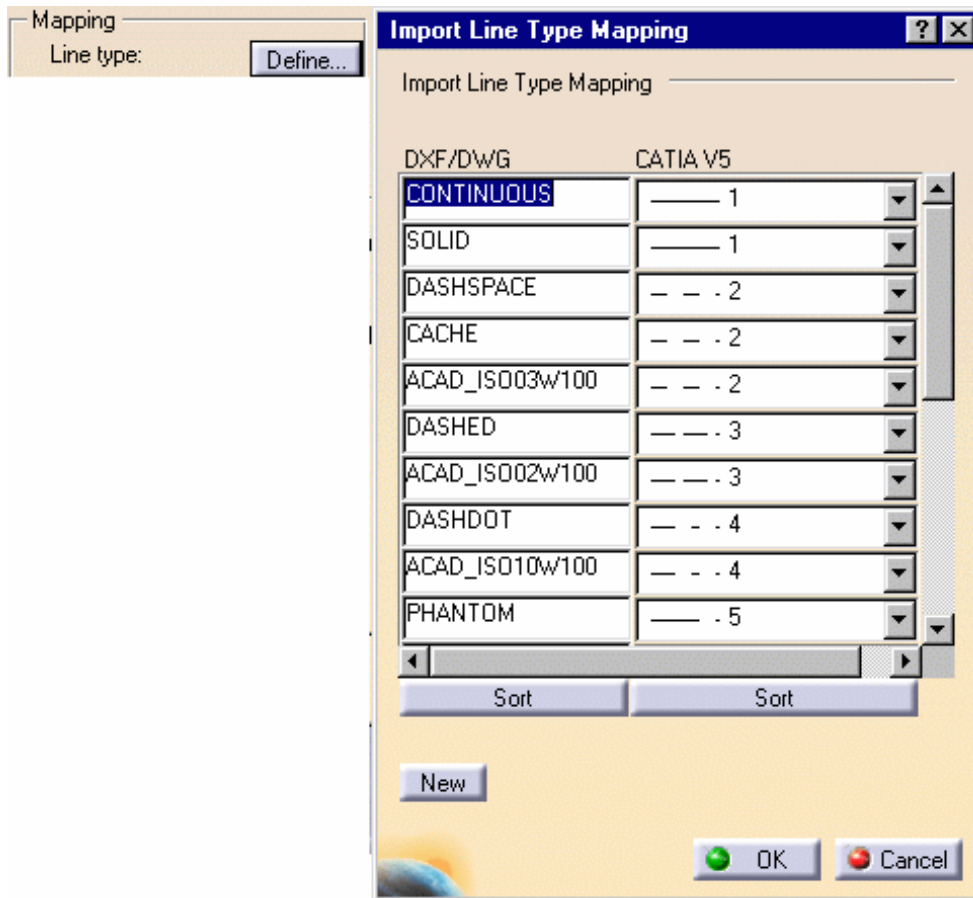 Mapping
Line type: Define...
Import Line Type Mapping ?
Import Line Type Mapping
DXF/DWG CATIA V5
CONTINUOUS 1
SOLID 1
DASHSPACE 2
CACHE 2
ACAD_ISO03W100 2
DASHED 3
ACAD_ISO02W100 3
DASHDOT 4
ACAD_ISO10W100 4
PHANTOM 5
Sort Sort
New
OK Cancel